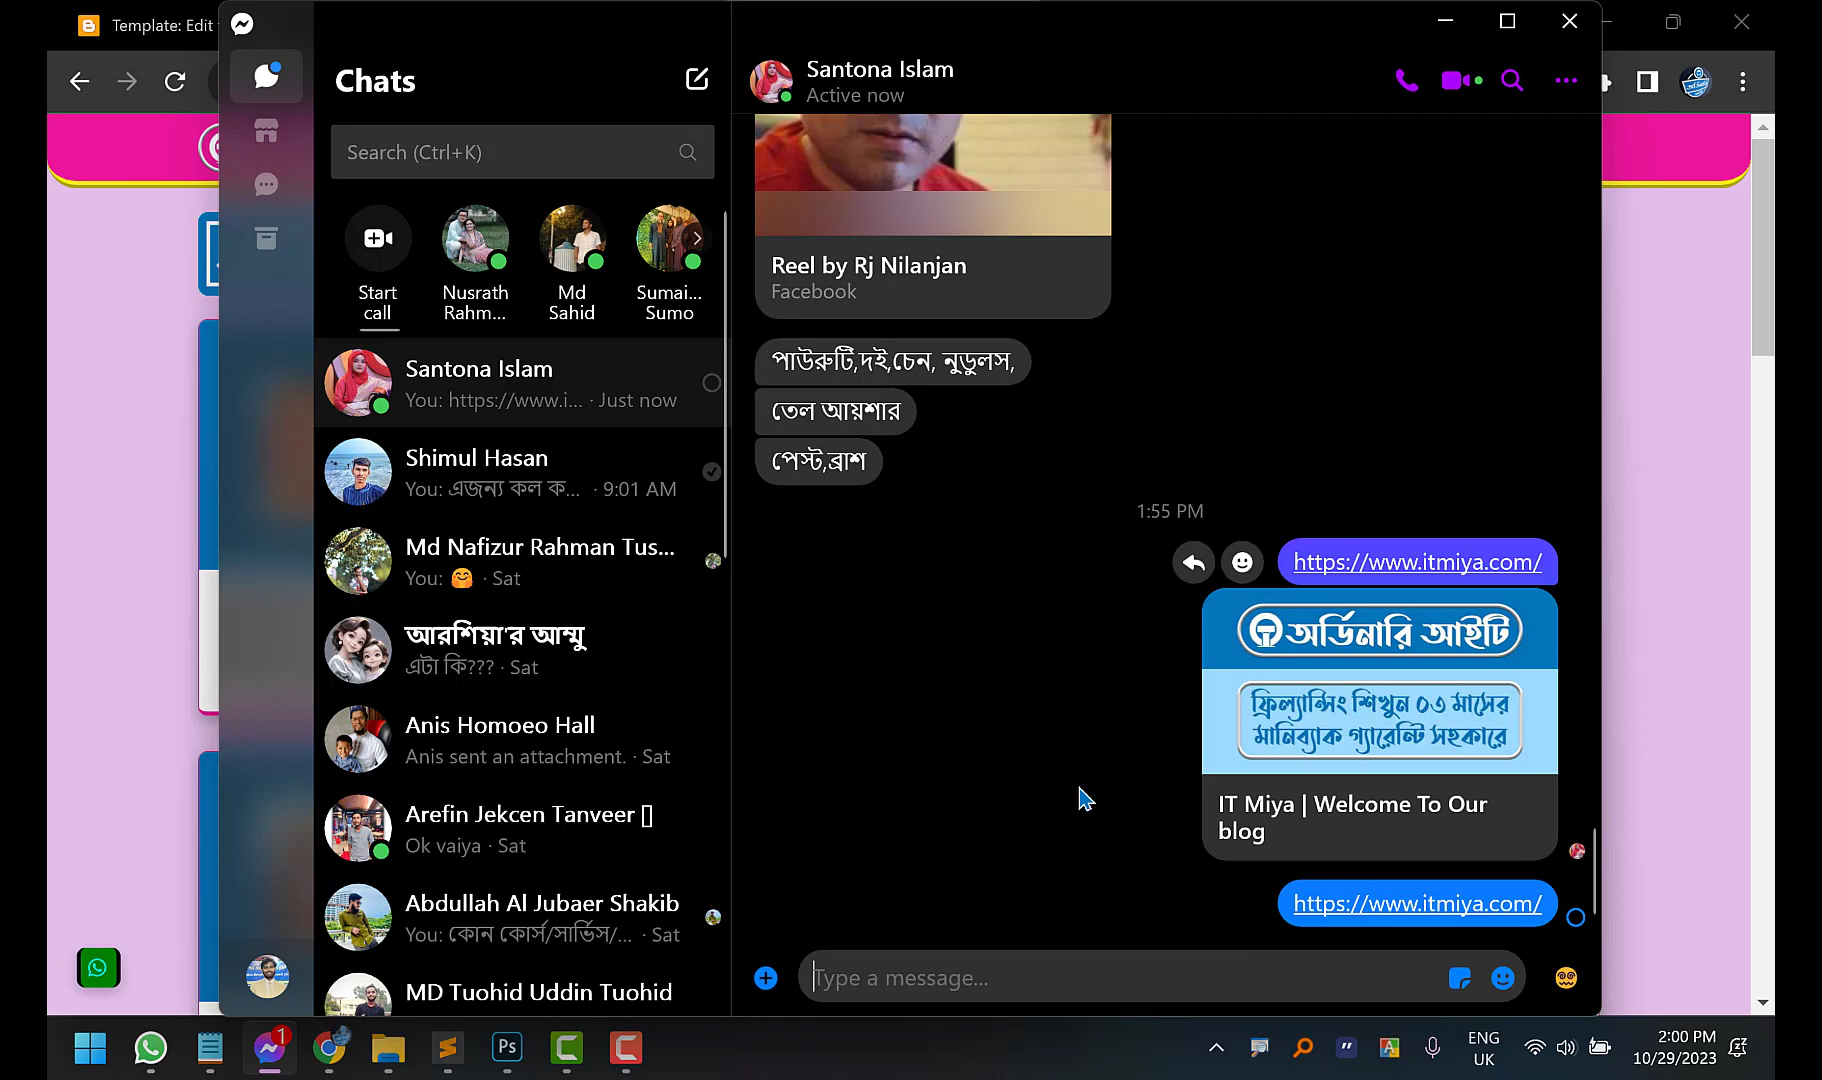 Template: Edit
Chats
Search (Ctrl+K)
Start call
Nusrath Rahm...
Md Sahid
Sumai... Sumo
Santona Islam
You: https://www.i... · Just now
Shimul Hasan
You: এজন্য কল ক... · 9:01 AM
Md Nafizur Rahman Tus...
You: 🤗 · Sat
আরশিয়া'র আম্মু
এটা কি??? · Sat
Anis Homoeo Hall
Anis sent an attachment. · Sat
Arefin Jekcen Tanveer []
Ok vaiya · Sat
Abdullah Al Jubaer Shakib
You: কোন কোর্স/সার্ভিস/... · Sat
MD Tuohid Uddin Tuohid
Santona Islam
Active now
Reel by Rj Nilanjan
Facebook
পাউরুটি,দই,চেন, নুডুলস,
তেল আয়শার
পেস্ট,ব্রাশ
1:55 PM
https://www.itmiya.com/
অর্ডিনারি আইটি
ফ্রিল্যান্সিং শিখুন ০৩ মাসের
মানিব্যাক গ্যারেন্টি সহকারে
IT Miya | Welcome To Our
blog
https://www.itmiya.com/
Type a message...
1
Ps
ENG
UK
2:00 PM
10/29/2023